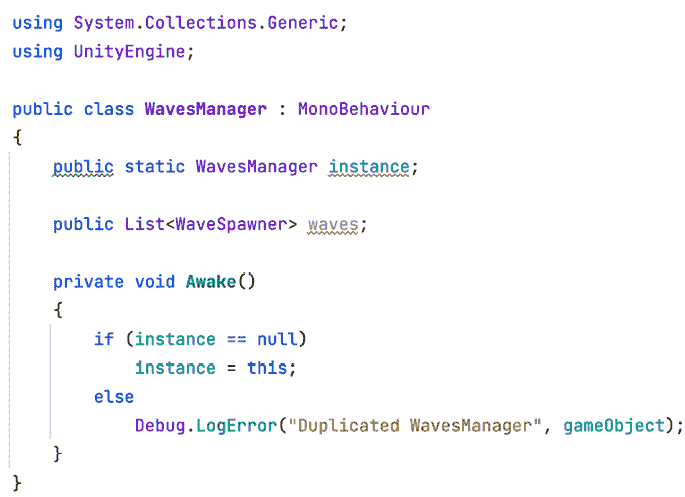 using System.Collections.Generic;
using UnityEngine;
public class WavesManager : MonoBehaviour
{
public static WavesManager instance;
public List<WaveSpawner> waves;
private void Awake()
{
if (instance == null)
instance = this;
else
Debug.LogError("Duplicated WavesManager", gameObject);
}
}